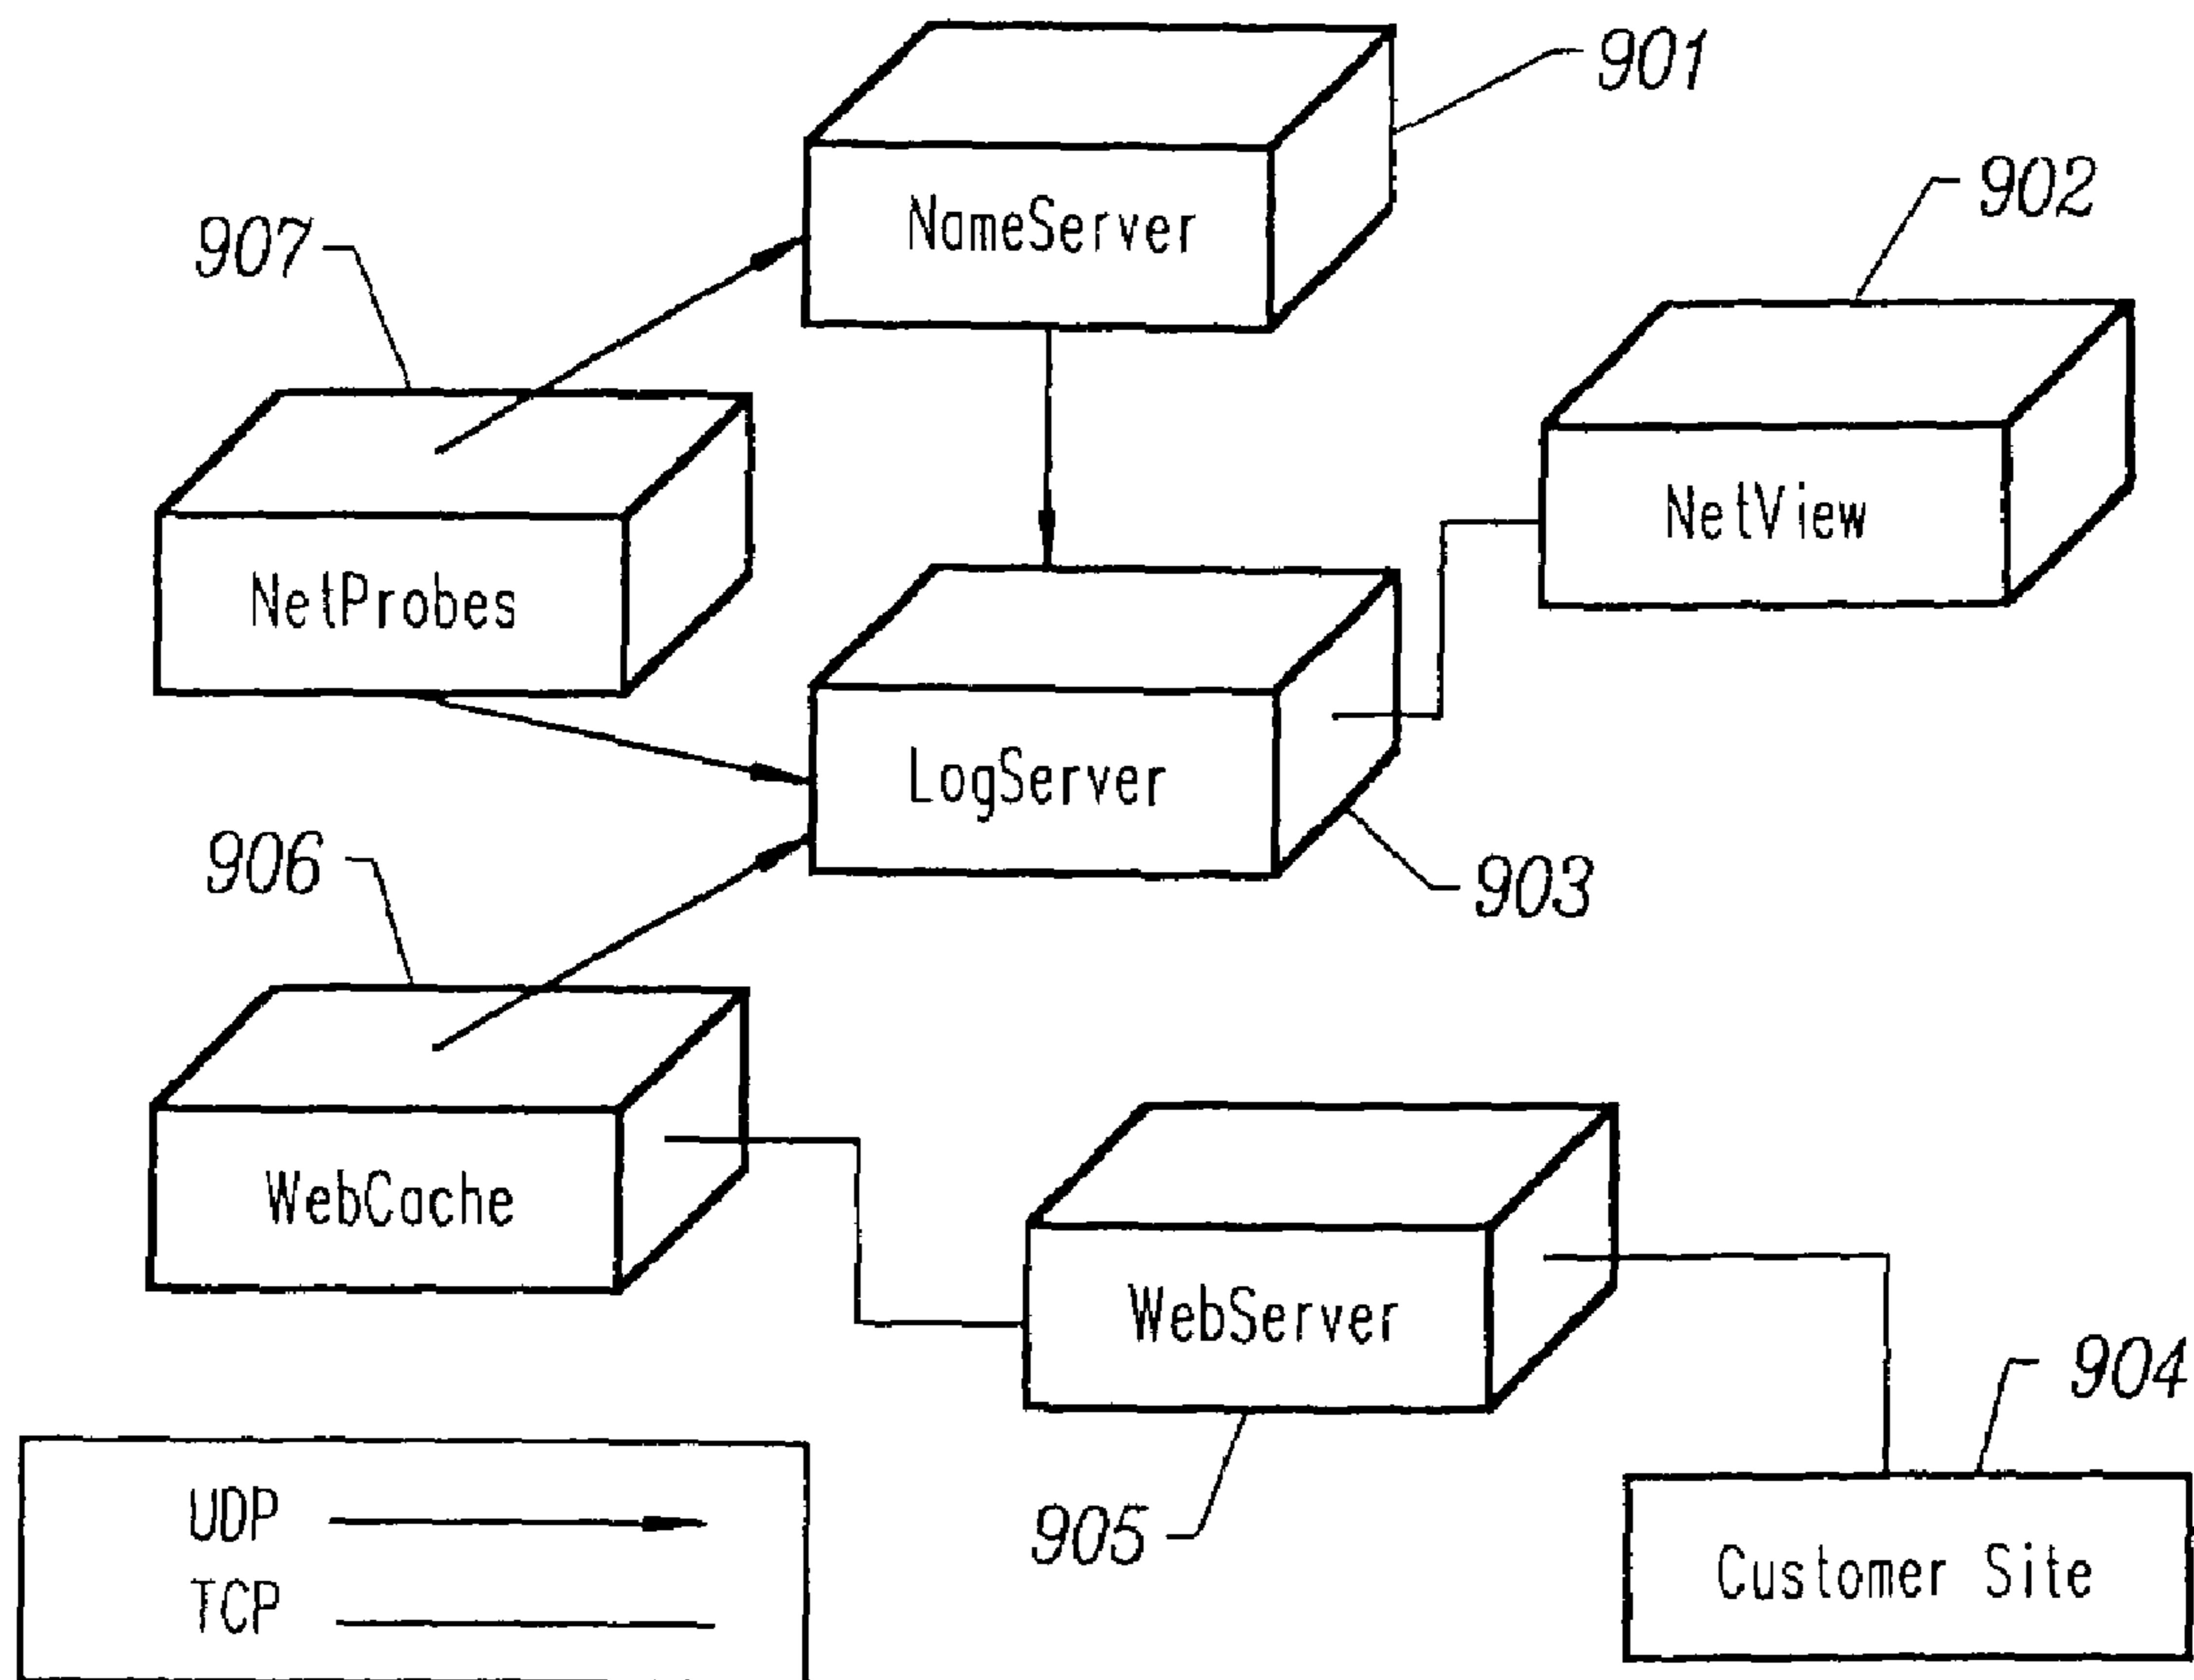 901
NameServer
902
907
NetView
NetProbes
LogServer
906
903
WebCache
WebServer
904
UDP
905
Customer Site
TCP